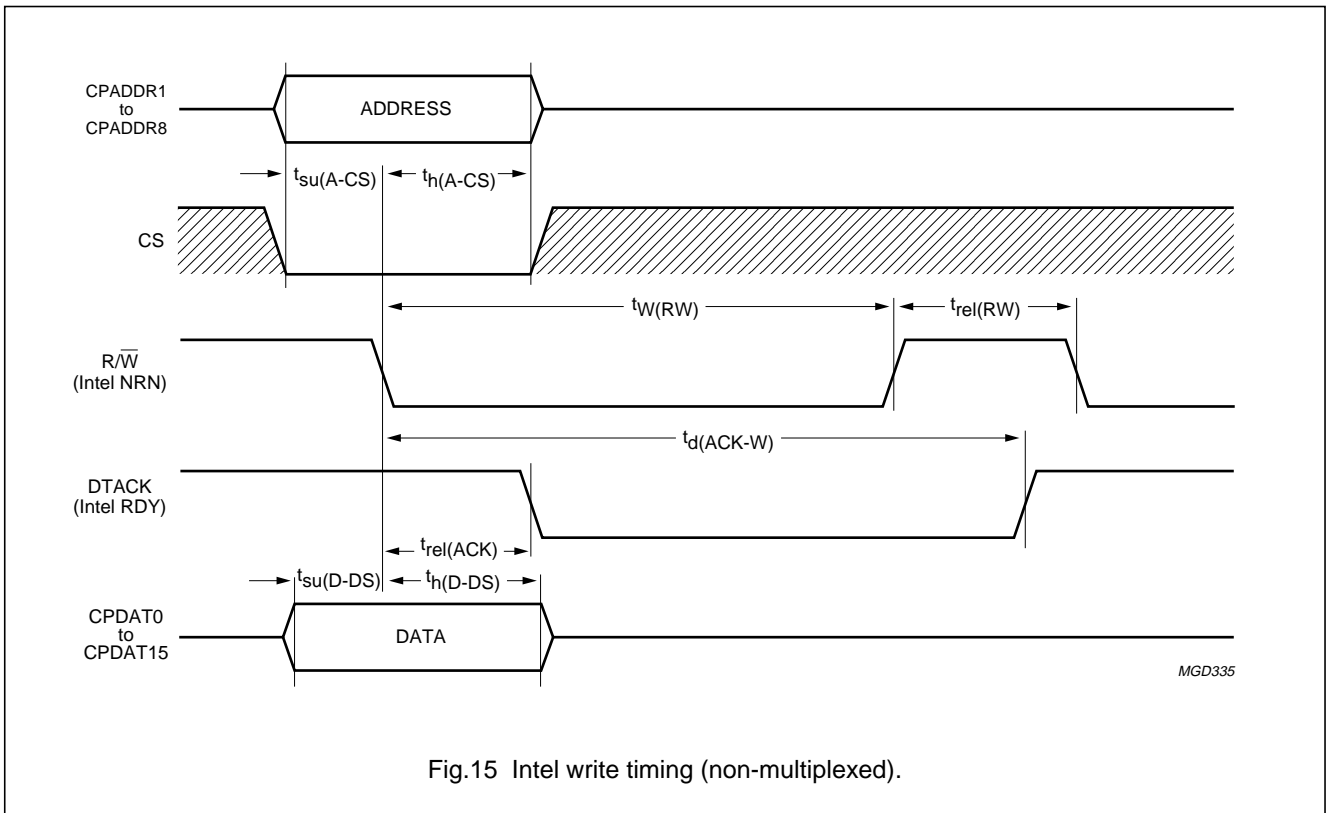 CPADDR1
to
CPADDR8
ADDRESS
tsu(A-CS)
th(A-CS)
CS
tW(RW)
trel(RW)
R/W̅
(Intel NRN)
td(ACK-W)
DTACK
(Intel RDY)
trel(ACK)
tsu(D-DS)
th(D-DS)
CPDAT0
to
CPDAT15
DATA
MGD335
Fig.15 Intel write timing (non-multiplexed).